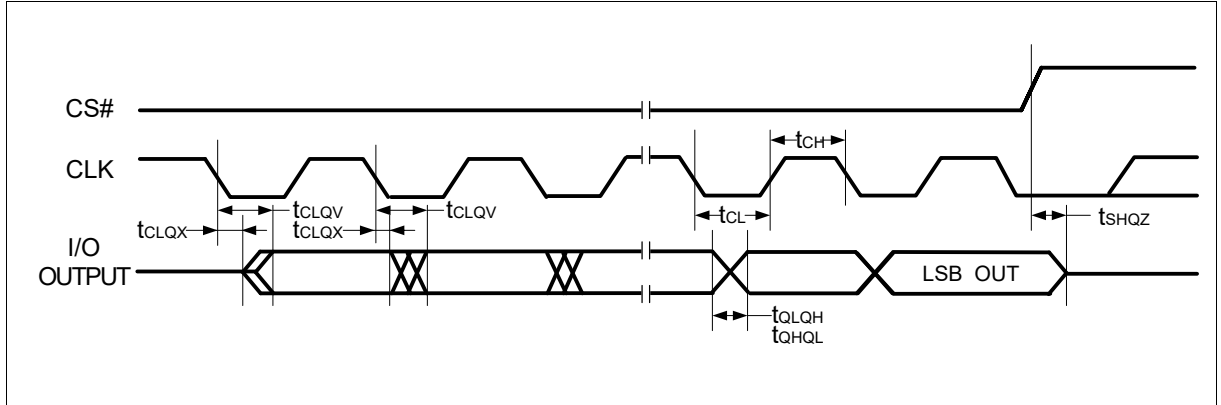 CS#
CLK
tCH
tCLQV
tCLQV
tCLQX
tCLQX
tCL
tSHQZ
I/O
OUTPUT
LSB OUT
tQLQH
tQHQL